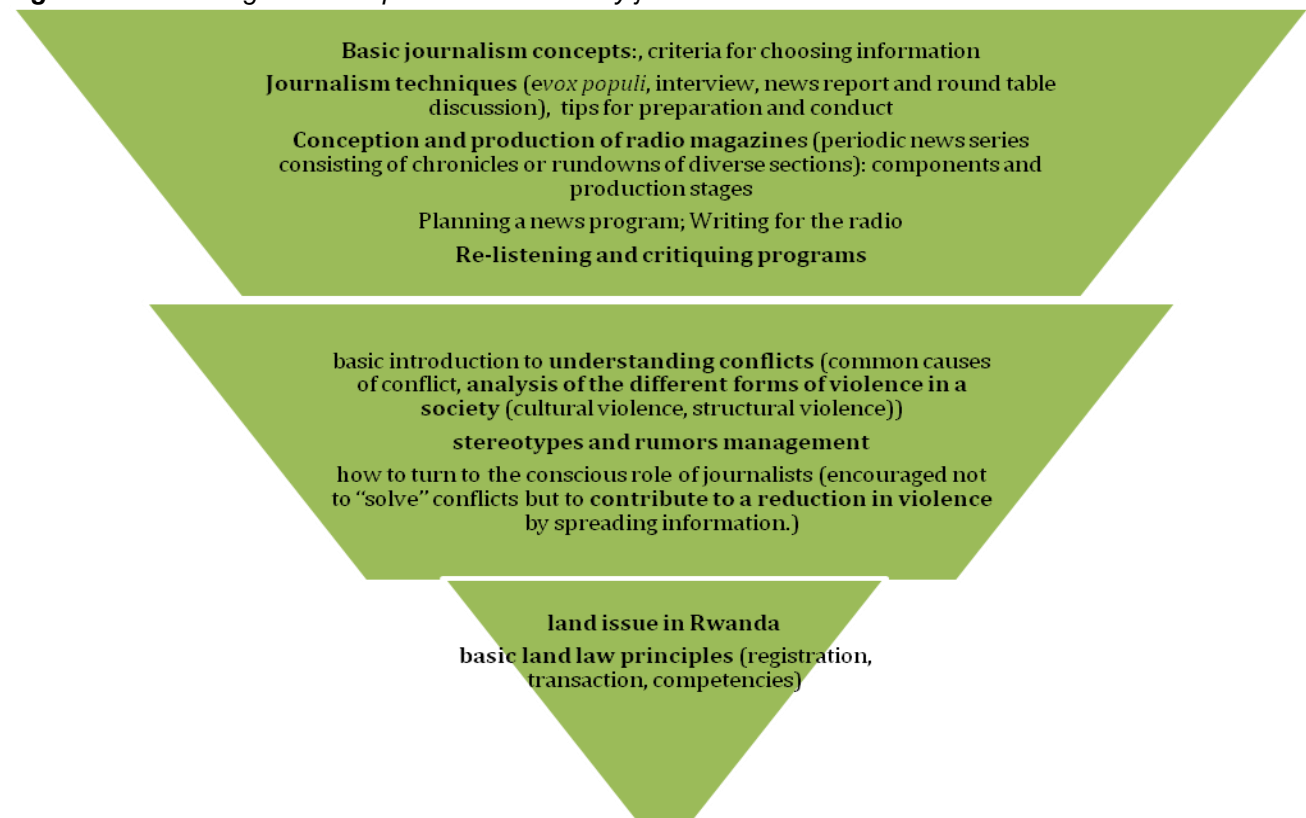 Basic journalism concepts:, criteria for choosing information
Journalism techniques (evox populi, interview, news report and round table
discussion), tips for preparation and conduct
Conception and production of radio magazines (periodic news series
consisting of chronicles or rundowns of diverse sections): components and
production stages
Planning a news program; Writing for the radio
Re-listening and critiquing programs
basic introduction to understanding conflicts (common causes
of conflict, analysis of the different forms of violence in a
society (cultural violence, structural violence))
stereotypes and rumors management
how to turn to the conscious role of journalists (encouraged not
to “solve” conflicts but to contribute to a reduction in violence
by spreading information.)
land issue in Rwanda
basic land law principles (registration,
transaction, competencies)